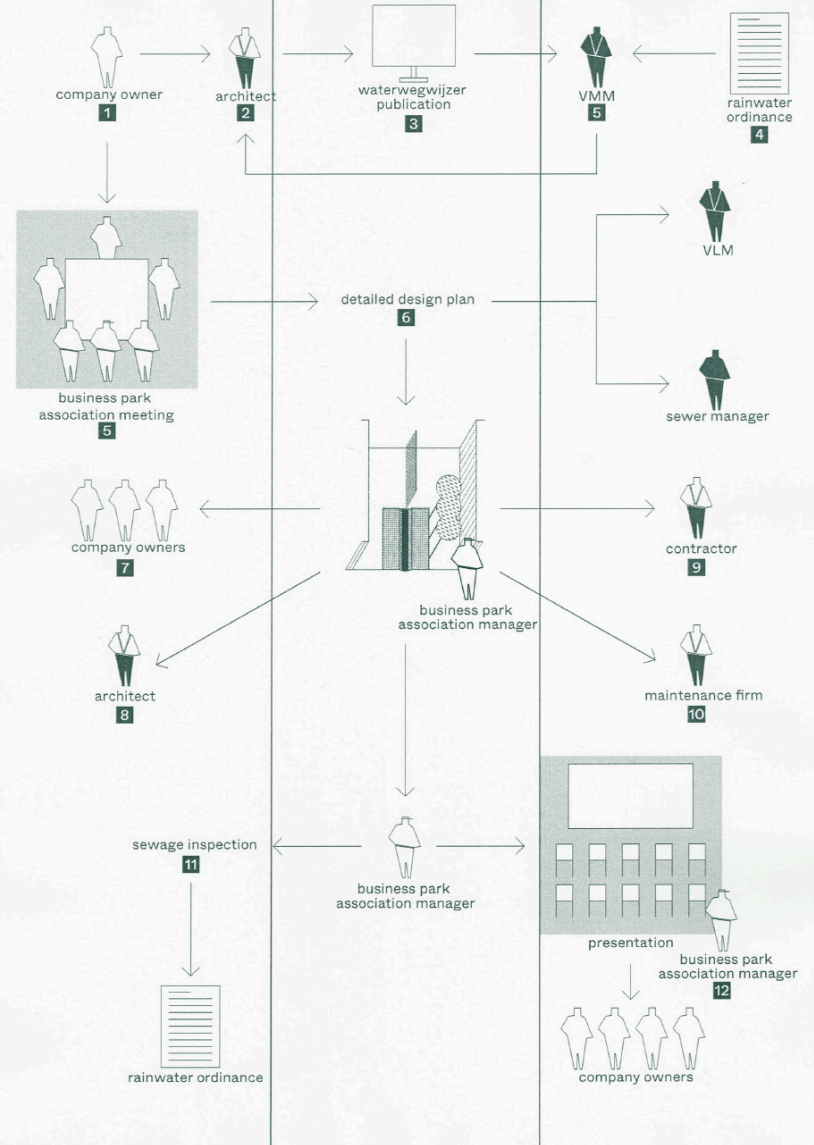 company owner
1
architect
2
waterwegwijzer
publication
3
VMM
5
rainwater
ordinance
4
VLM
business park
association meeting
5
detailed design plan
6
sewer manager
company owners
7
contractor
9
business park
association manager
architect
8
maintenance firm
10
sewage inspection
11
business park
association manager
presentation
business park
association manager
12
rainwater ordinance
company owners